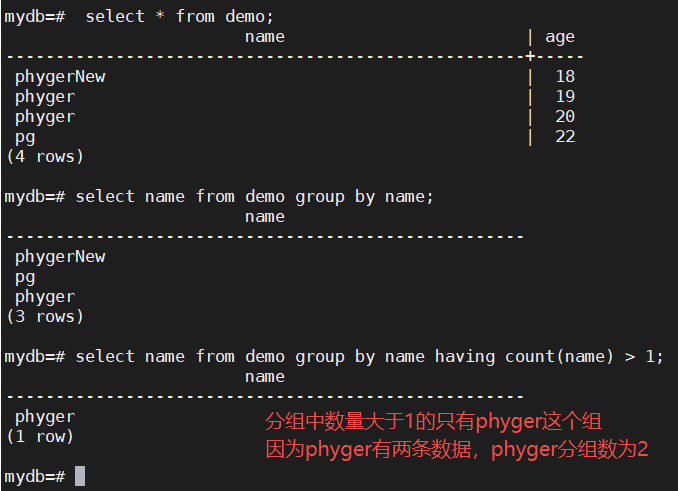 mydb=#  select * from demo;
                        name                        | age
----------------------------------------------------+-----
 phygerNew                                          |  18
 phyger                                             |  19
 phyger                                             |  20
 pg                                                 |  22
(4 rows)
mydb=# select name from demo group by name;
                        name
----------------------------------------------------
 phygerNew
 pg
 phyger
(3 rows)
mydb=# select name from demo group by name having count(name) > 1;
                        name
----------------------------------------------------
 phyger
(1 row)
分组中数量大于1的只有phyger这个组
因为phyger有两条数据，phyger分组数为2
mydb=#